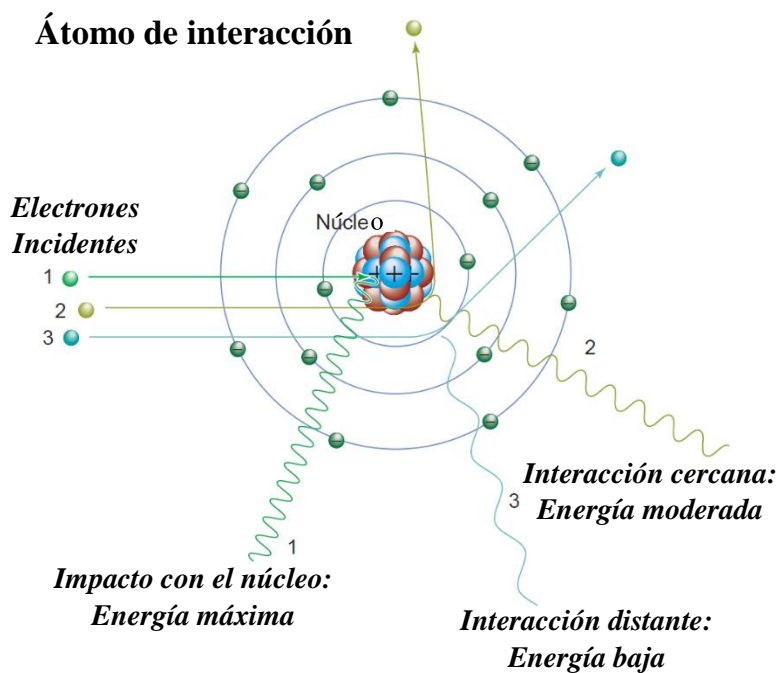 Átomo de interacción
Electrones
Incidentes
Núcleo
1
2
3
+ + -
2
Interacción cercana:
Energía moderada
3
1
Impacto con el núcleo:
Energía máxima
Interacción distante:
Energía baja